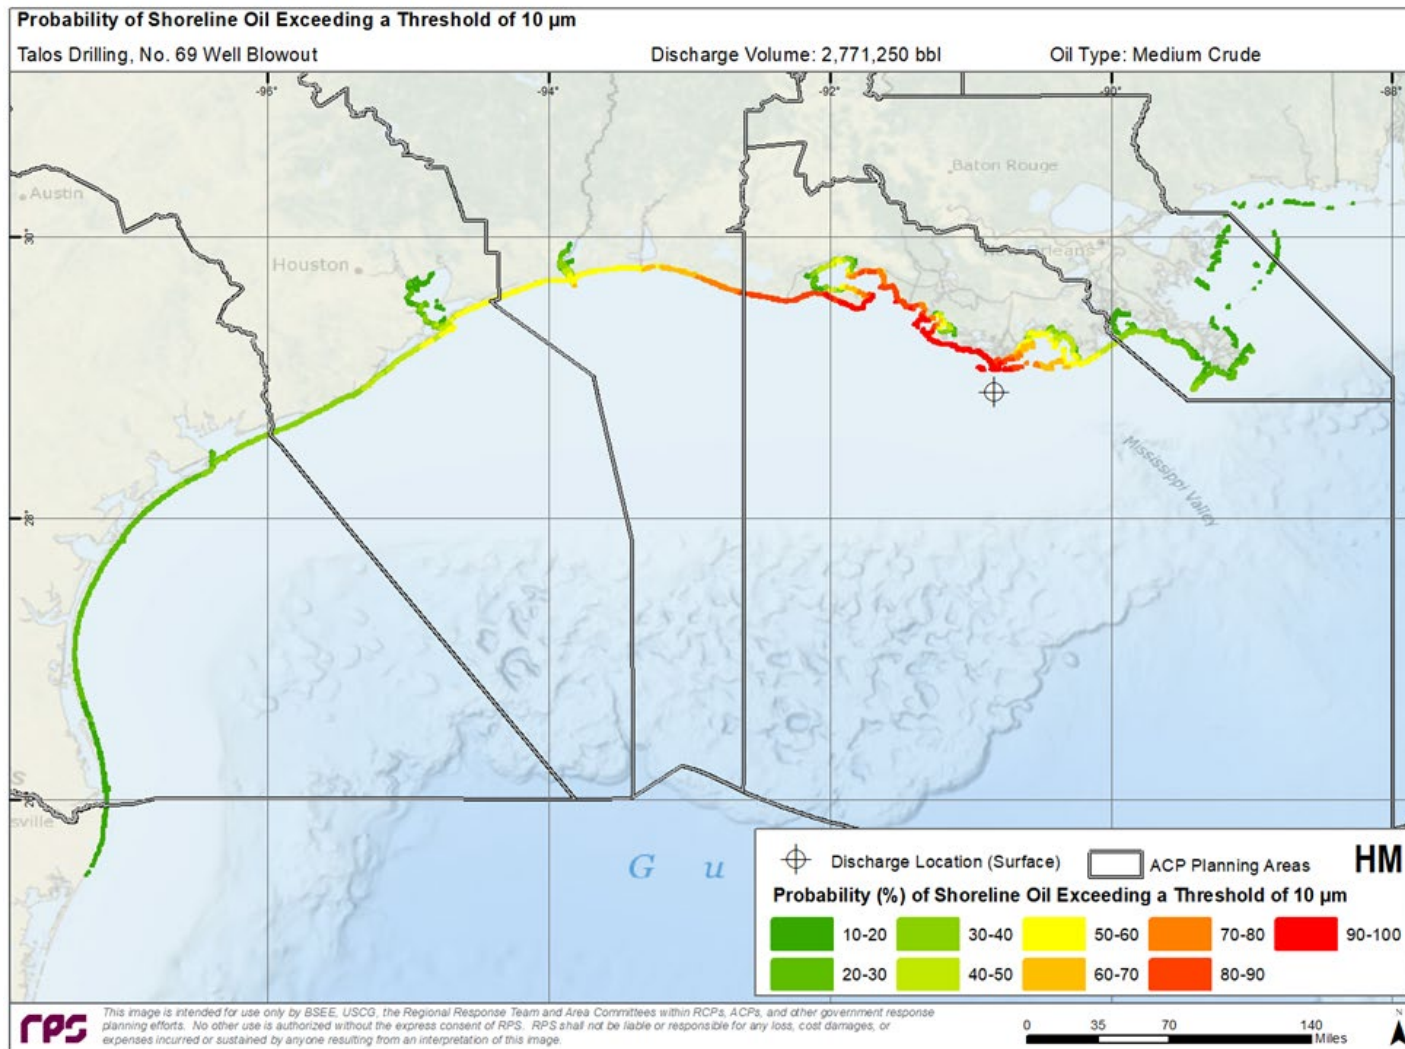 Probability of Shoreline Oil Exceeding a Threshold of 10 µm
Talos Drilling, No. 69 Well Blowout Discharge Volume: 2,771,250 bbl Oil Type: Medium Crude
-96° -94° -92° -90° -88°
Baton Rouge
Austin
30°
Houston
28°
Mississippi Valley
S
26°
sville
G u
Discharge Location (Surface) ACP Planning Areas HM
Probability (%) of Shoreline Oil Exceeding a Threshold of 10 µm
10-20 30-40 50-60 70-80 90-100
20-30 40-50 60-70 80-90
rps
This image is intended for use only by BSEE, USCG, the Regional Response Team and Area Committees within RCPs, ACPs, and other government response
planning efforts. No other use is authorized without the express consent of RPS. RPS shall not be liable or responsible for any loss, cost damages, or
expenses incurred or sustained by anyone resulting from an interpretation of this image.
N
0 35 70 140
Miles